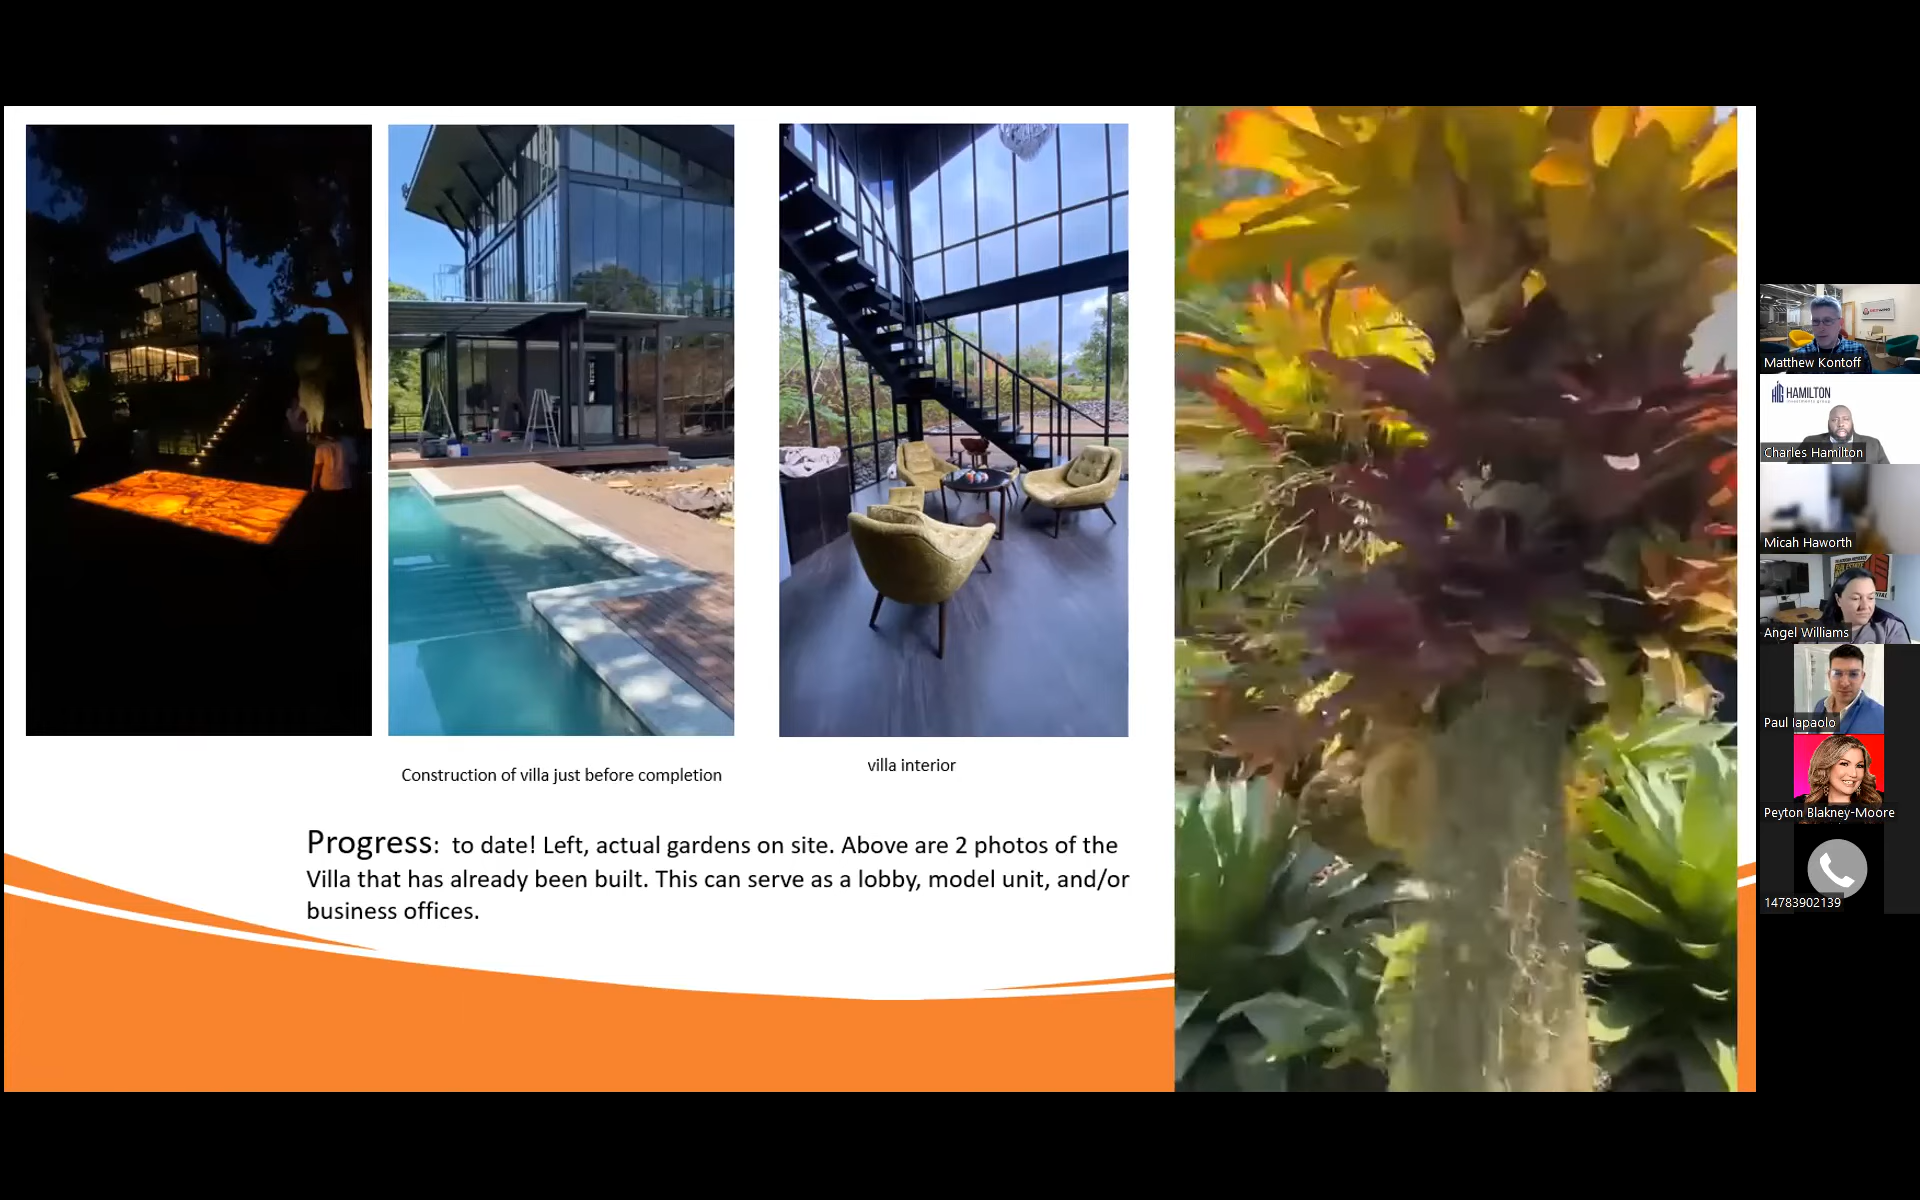 Construction of villa just before completion
villa interior
Progress:  to date! Left, actual gardens on site. Above are 2 photos of the
Villa that has already been built. This can serve as a lobby, model unit, and/or
business offices.
Matthew Kontoff
HAMILTON
Charles Hamilton
Micah Haworth
Angel Williams
Paul Iapaolo
Peyton Blakney-Moore
14783902139